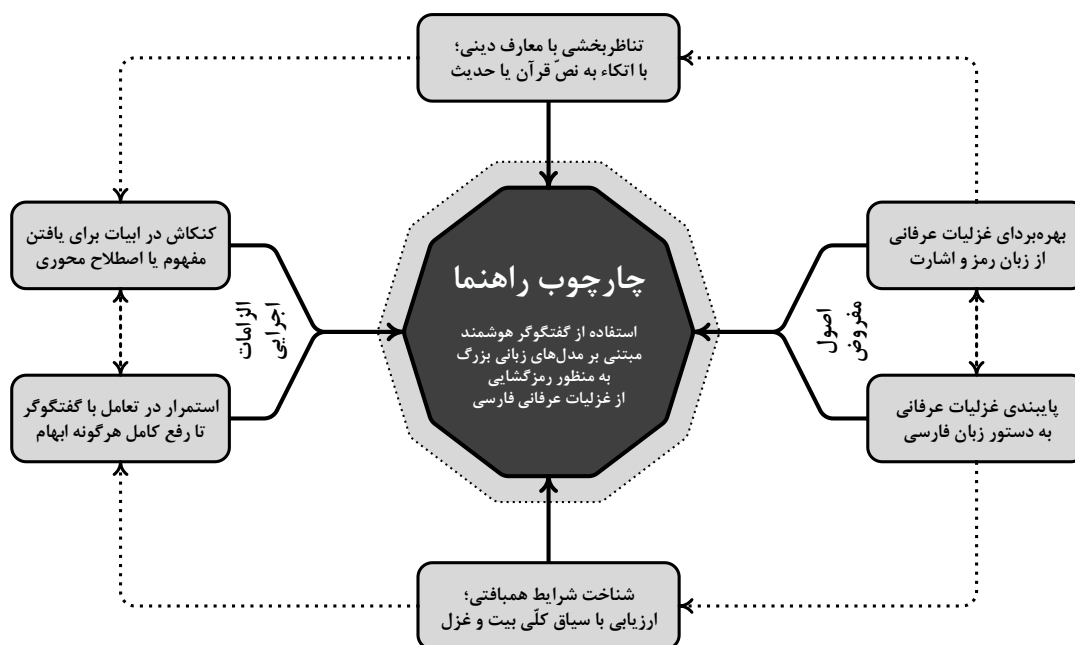 تناظربخشی با معارف دینی؛
با اتکاء به نصّ قرآن یا حدیث
بهره‌بردای غزلیات عرفانی
از زبان رمز و اشارت
کنکاش در ابیات برای یافتن
مفهوم یا اصطلاح محوری
اصول
مفروض
چارچوب راهنما
استفاده از گفتگوگر هوشمند
مبتنی بر مدل‌های زبانی بزرگ
به منظور رمزگشایی
از غزلیات عرفانی فارسی
الزامات
اجرایی
پایبندی غزلیات عرفانی
به دستور زبان فارسی
استمرار در تعامل با گفتگوگر
تا رفع کامل هرگونه ابهام
شناخت شرایط همبافتی؛
ارزیابی با سیاق کلّی بیت و غزل